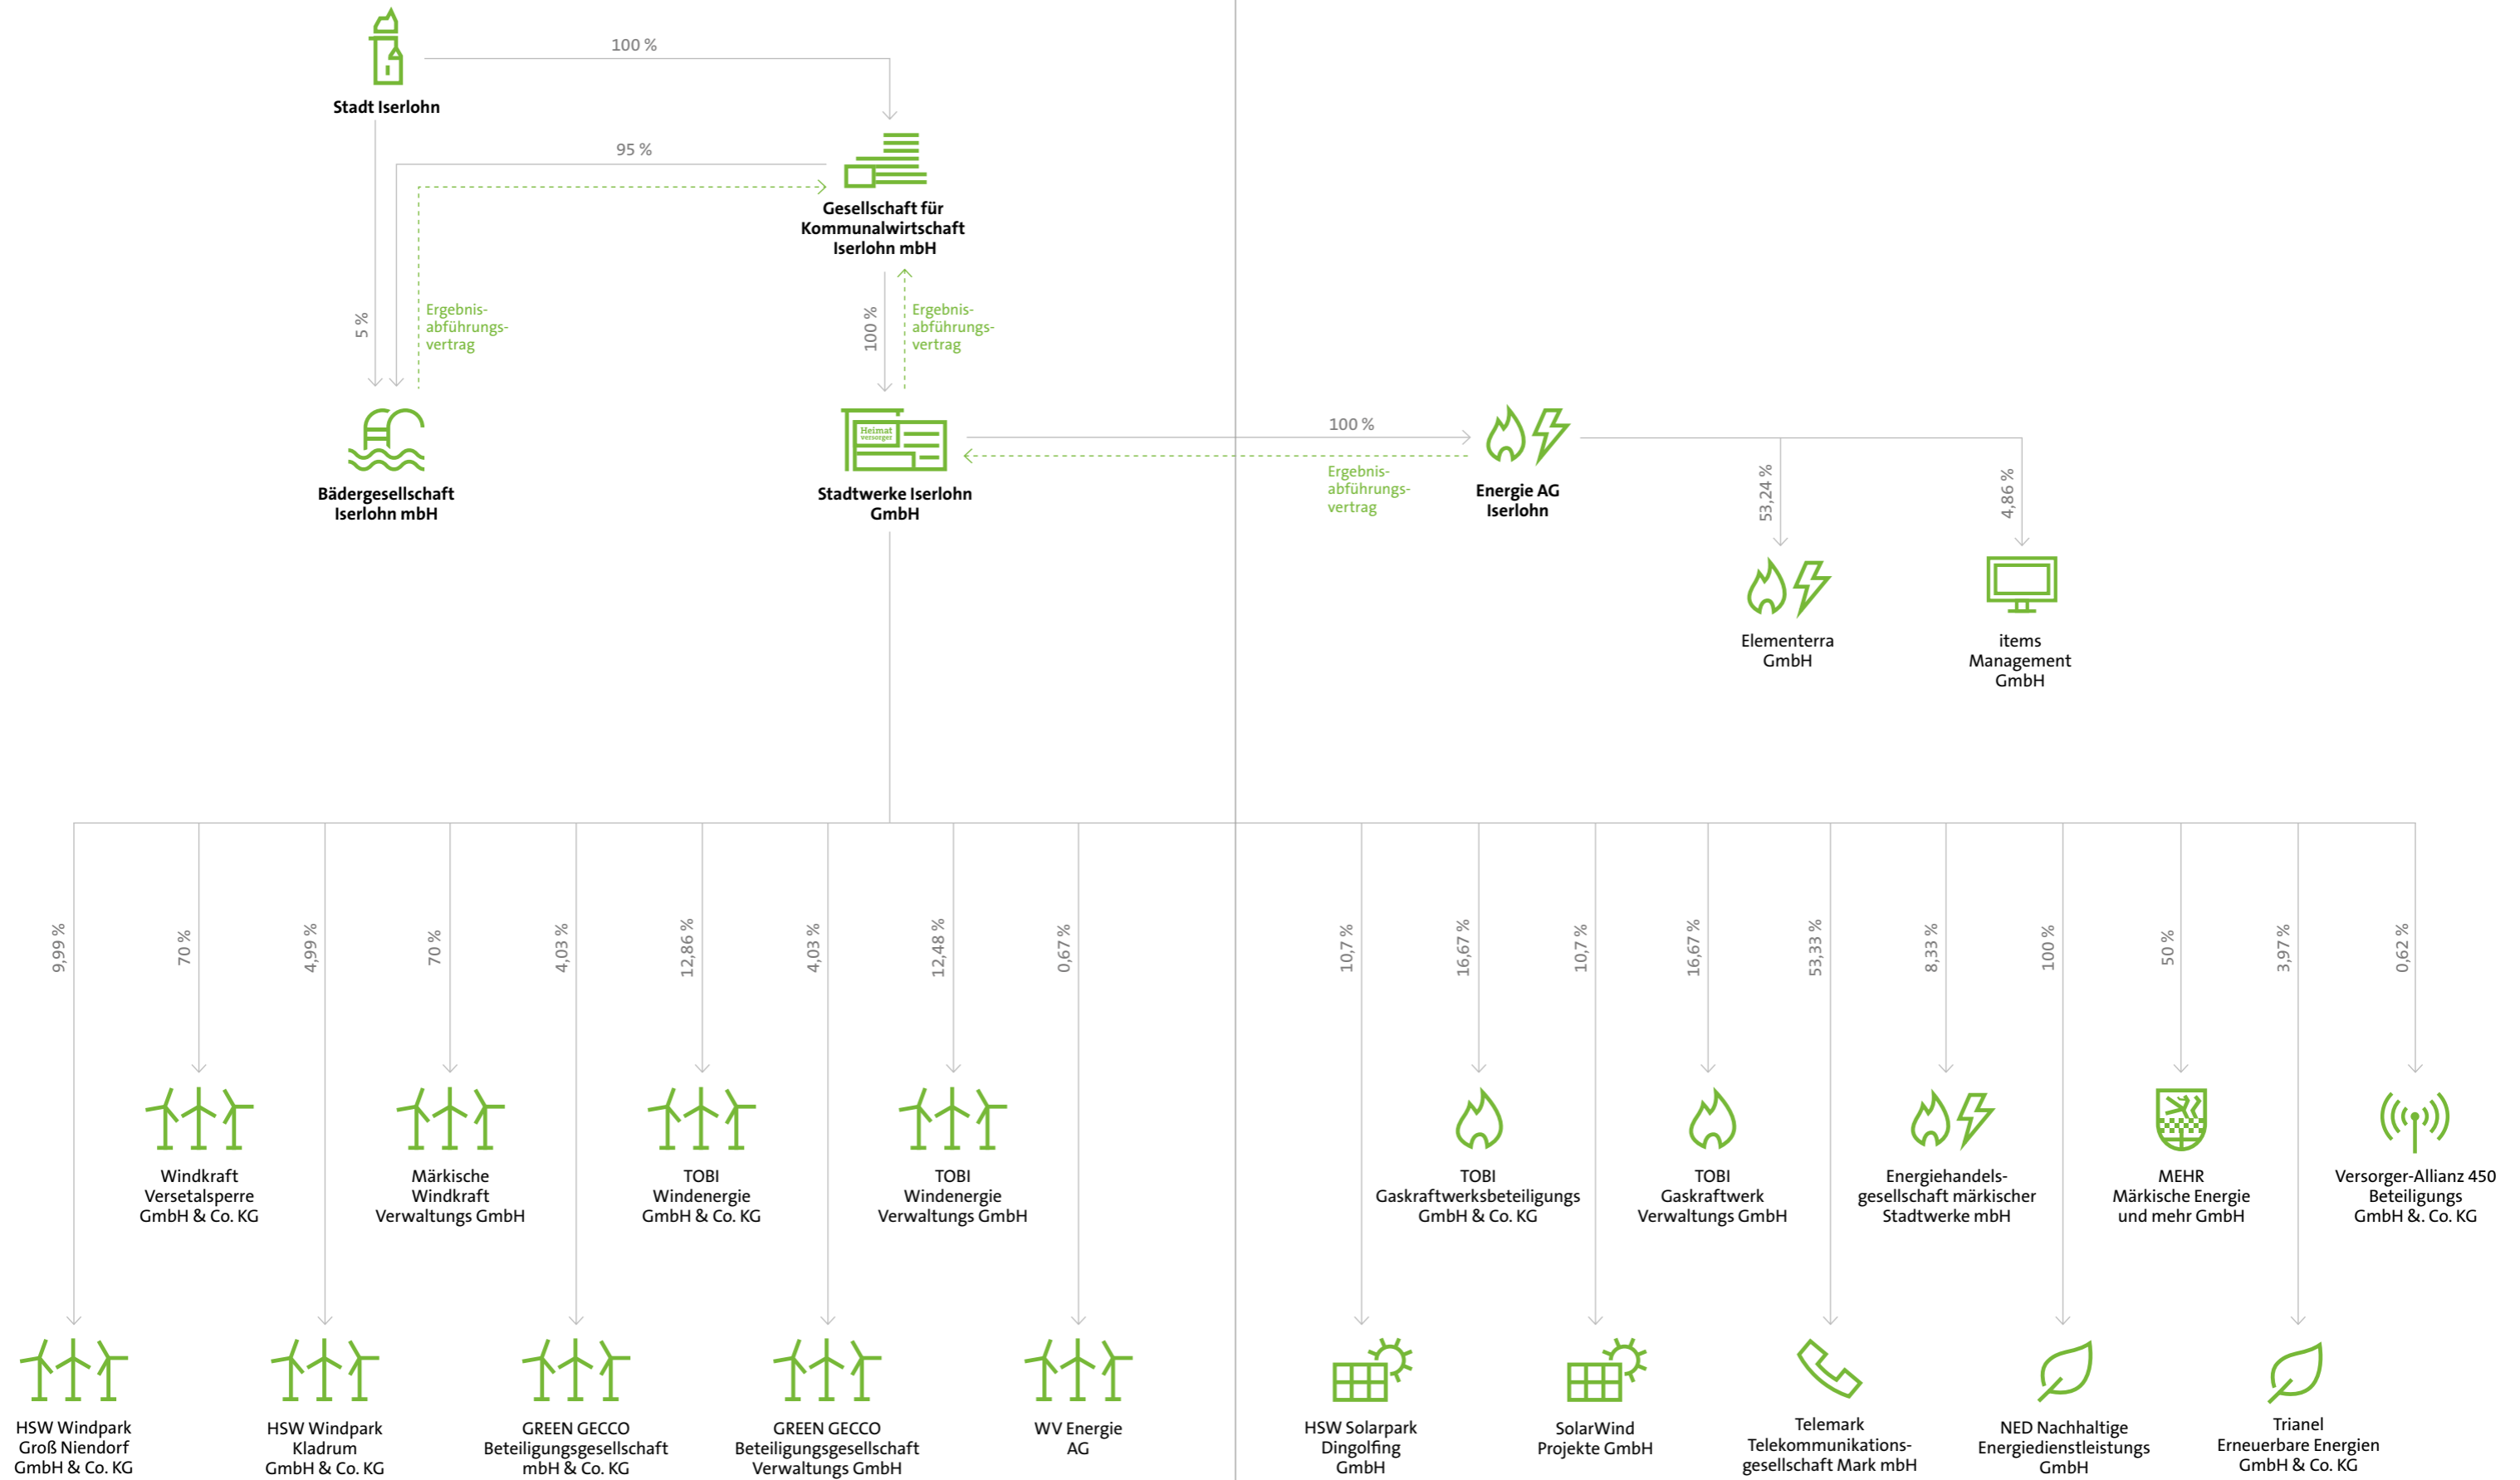 100 %
Stadt Iserlohn
95 %
Gesellschaft für
Kommunalwirtschaft
Iserlohn mbH
5 %
Ergebnis-
abführungs-
vertrag
100 %
Ergebnis-
abführungs-
vertrag
Heimat
versorger
Bädergesellschaft
Iserlohn mbH
Stadtwerke Iserlohn
GmbH
100 %
Ergebnis-
abführungs-
vertrag
Energie AG
Iserlohn
53,24 %
4,86 %
Elementerra
GmbH
items
Management
GmbH
9,99 %
70 %
4,99 %
70 %
4,03 %
12,86 %
4,03 %
12,48 %
0,67 %
10,7 %
16,67 %
10,7 %
16,67 %
53,33 %
8,33 %
100 %
50 %
3,97 %
0,62 %
Windkraft
Versetalsperre
GmbH & Co. KG
Märkische
Windkraft
Verwaltungs GmbH
TOBI
Windenergie
GmbH & Co. KG
TOBI
Windenergie
Verwaltungs GmbH
TOBI
Gaskraftwerksbeteiligungs
GmbH & Co. KG
TOBI
Gaskraftwerk
Verwaltungs GmbH
Energiehandels-
gesellschaft märkischer
Stadtwerke mbH
MEHR
Märkische Energie
und mehr GmbH
Versorger-Allianz 450
Beteiligungs
GmbH &. Co. KG
HSW Windpark
Groß Niendorf
GmbH & Co. KG
HSW Windpark
Kladrum
GmbH & Co. KG
GREEN GECCO
Beteiligungsgesellschaft
mbH & Co. KG
GREEN GECCO
Beteiligungsgesellschaft
Verwaltungs GmbH
WV Energie
AG
HSW Solarpark
Dingolfing
GmbH
SolarWind
Projekte GmbH
Telemark
Telekommunikations-
gesellschaft Mark mbH
NED Nachhaltige
Energiedienstleistungs
GmbH
Trianel
Erneuerbare Energien
GmbH & Co. KG